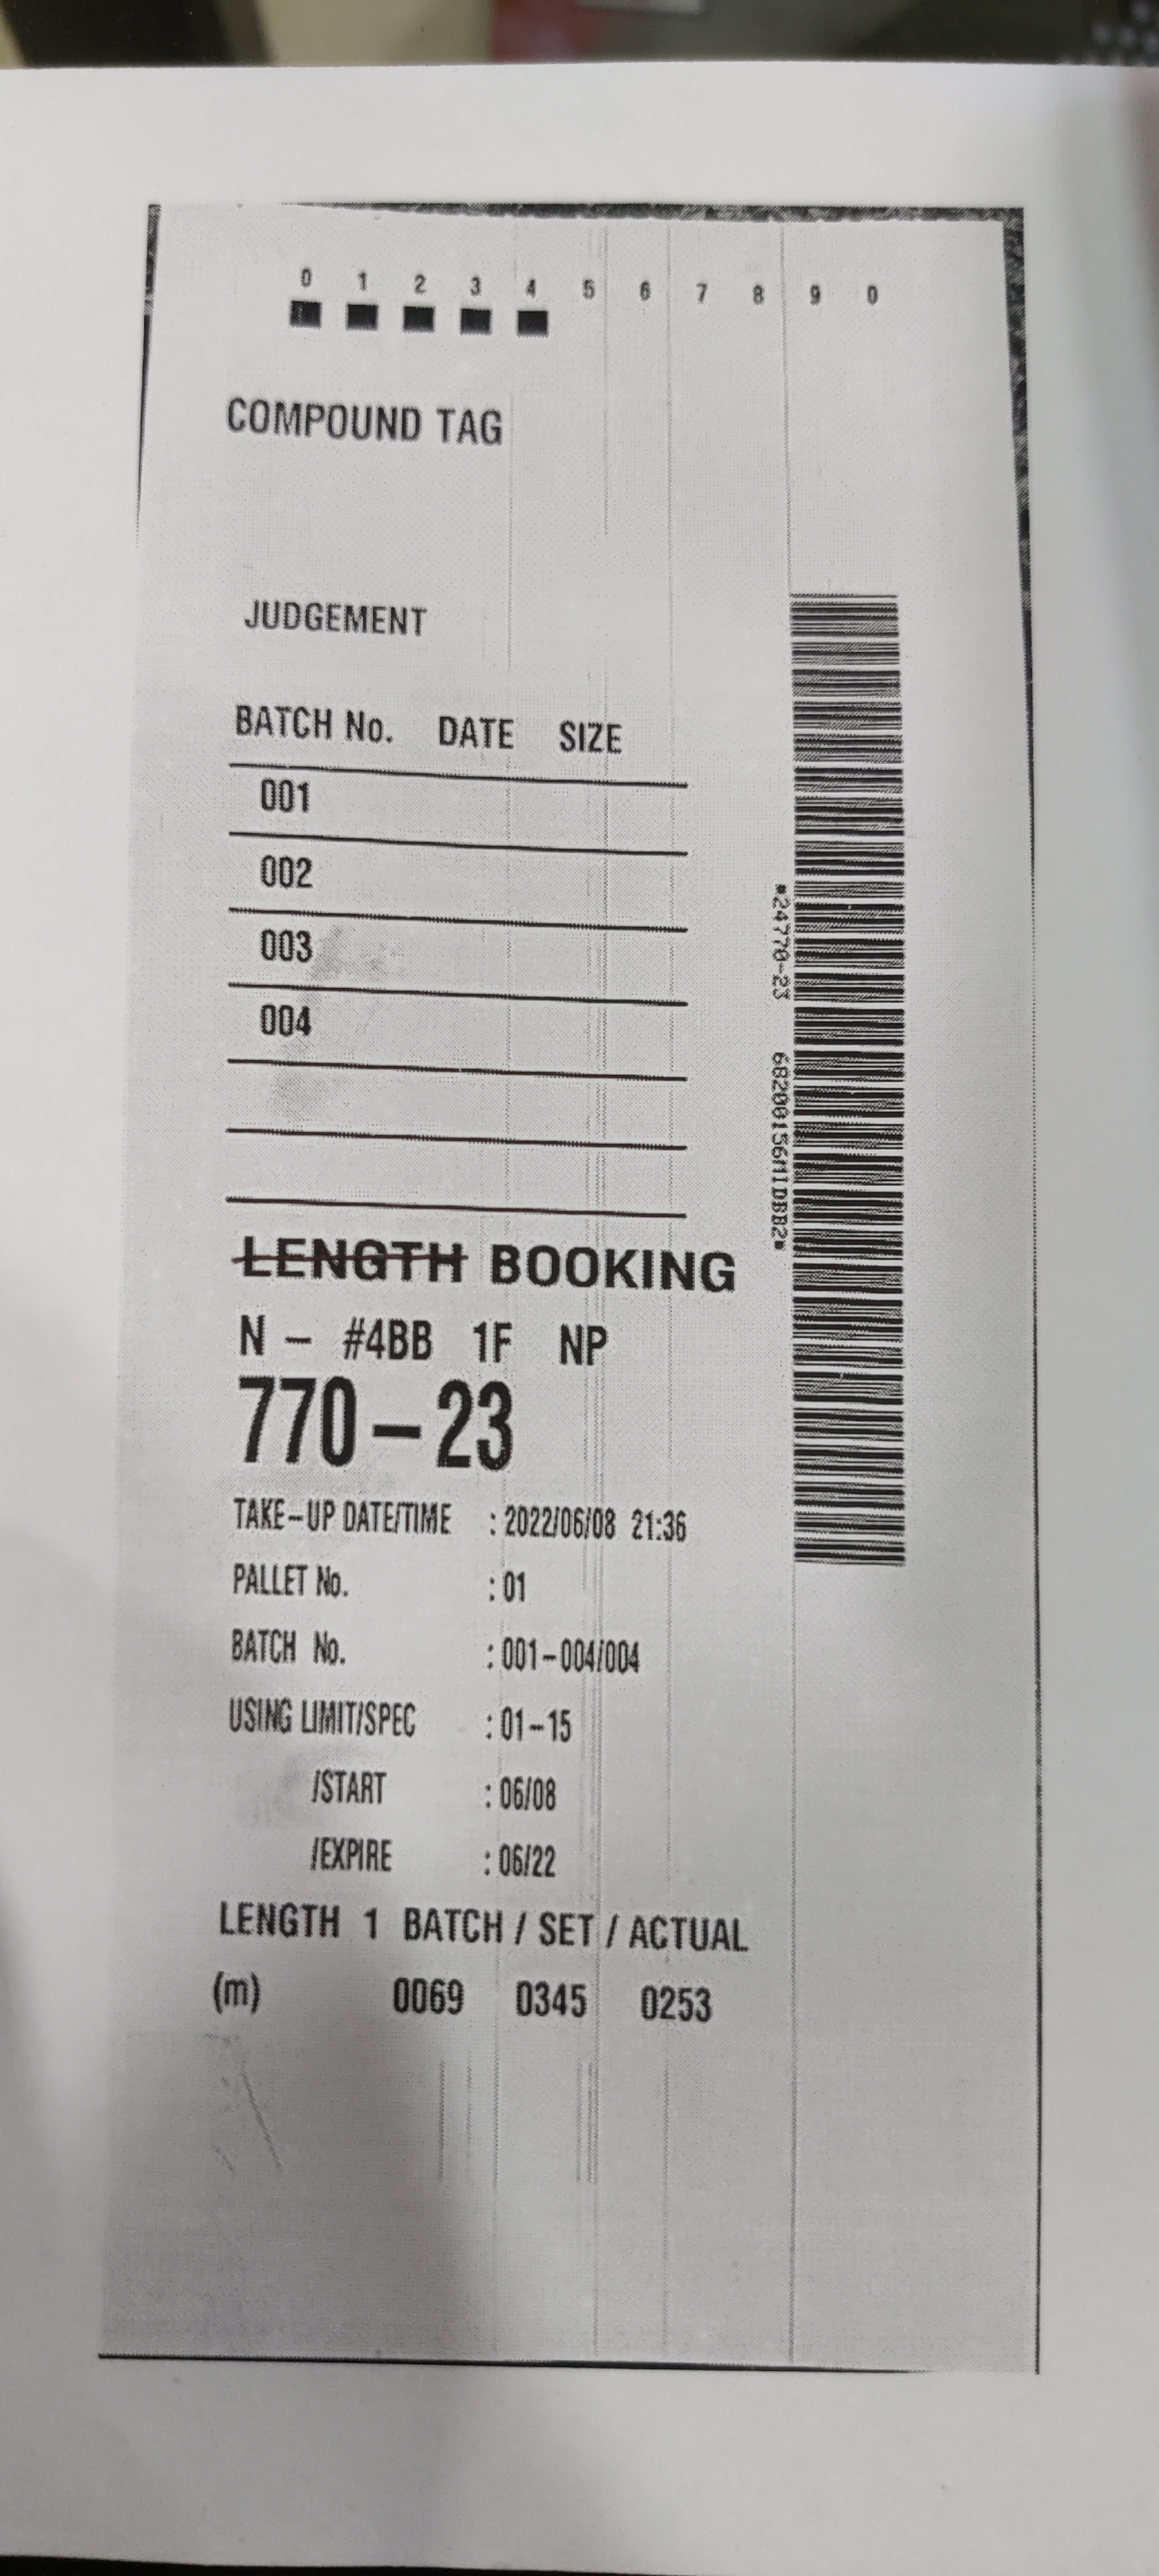 0 1 2 3 4 5 6 7 8 9 0
COMPOUND TAG
JUDGEMENT
BATCH No. DATE SIZE
001
002
003
004
LENGTH BOOKING
N - #4BB 1F NP
770-23
TAKE-UP DATE/TIME : 2022/06/08 21:36
PALLET No. : 01
BATCH No. : 001-004/004
USING LIMIT/SPEC : 01-15
/START : 06/08
/EXPIRE : 06/22
LENGTH 1 BATCH / SET / ACTUAL
(m) 0069 0345 0253
*24770-23